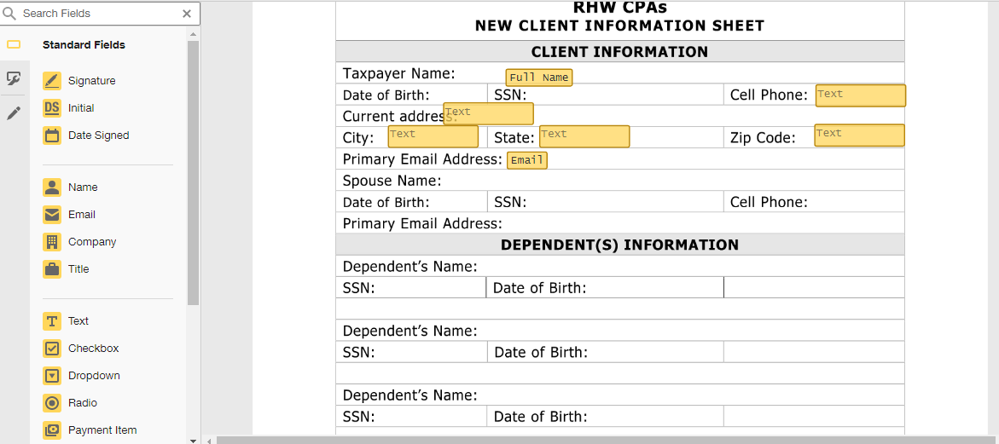 Search Fields
Standard Fields
Signature
DS Initial
Date Signed
Name
Email
Company
Title
T Text
Checkbox
Dropdown
Radio
Payment Item
RHW CPAs
NEW CLIENT INFORMATION SHEET
CLIENT INFORMATION
Taxpayer Name: Full Name
Date of Birth: SSN: Cell Phone: Text
Current address: Text
City: Text State: Text Zip Code: Text
Primary Email Address: Email
Spouse Name:
Date of Birth: SSN: Cell Phone:
Primary Email Address:
DEPENDENT(S) INFORMATION
Dependent’s Name:
SSN: Date of Birth:
Dependent’s Name:
SSN: Date of Birth:
Dependent’s Name:
SSN: Date of Birth: